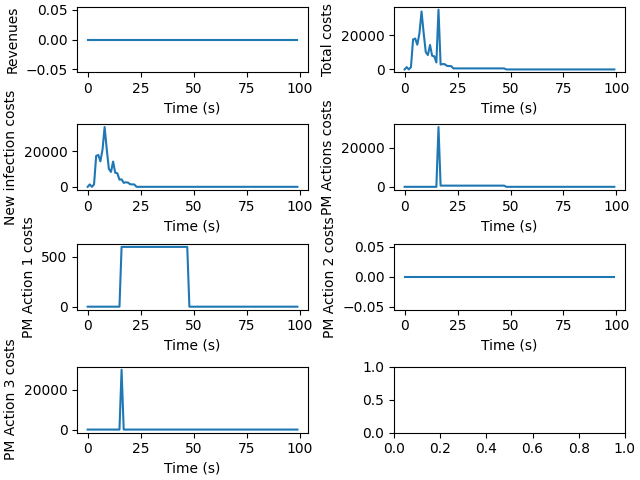 Revenues
0.05
0.00
−0.05
0 25 50 75 100
Time (s)
Total costs
20000
0
0 25 50 75 100
Time (s)
New infection costs
20000
0
0 25 50 75 100
Time (s)
PM Actions costs
20000
0
0 25 50 75 100
Time (s)
PM Action 1 costs
500
0
0 25 50 75 100
Time (s)
PM Action 2 costs
0.05
0.00
−0.05
0 25 50 75 100
Time (s)
PM Action 3 costs
20000
0
0 25 50 75 100
Time (s)
1.0
0.5
0.0
0.0 0.2 0.4 0.6 0.8 1.0